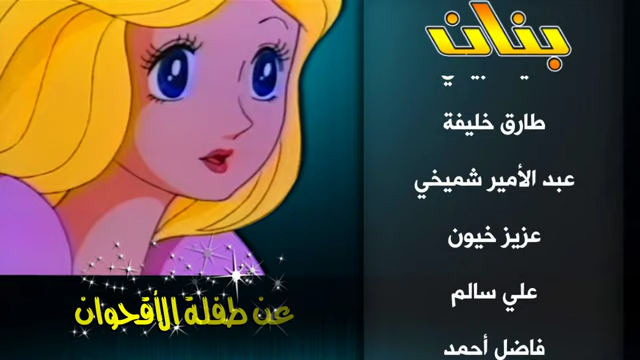 بنان
طارق خليفة
عبد الأمير شميخي
عزيز خيون
علي سالم
فاضل أحمد
عن طفلة الأقحوان